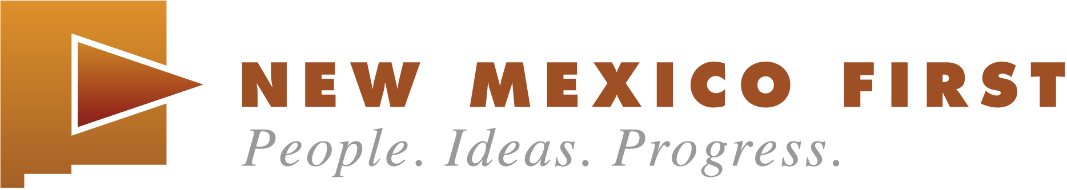 NEW MEXICO FIRST
People. Ideas. Progress.